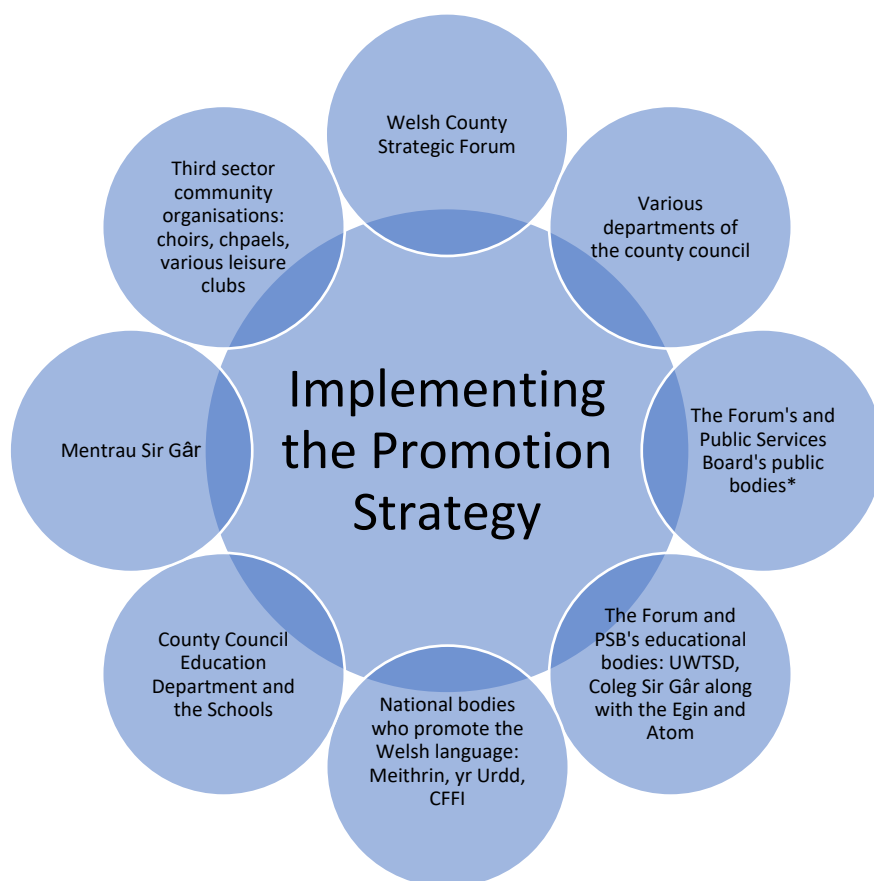 Welsh County
Strategic Forum
Various
departments of
the county council
The Forum's and
Public Services
Board's public
bodies*
The Forum and
PSB's educational
bodies: UWTSD,
Coleg Sir Gâr along
with the Egin and
Atom
National bodies
who promote the
Welsh language:
Meithrin, yr Urdd,
CFFI
County Council
Education
Department and
the Schools
Mentrau Sir Gâr
Third sector
community
organisations:
choirs, chpaels,
various leisure
clubs
Implementing
the Promotion
Strategy